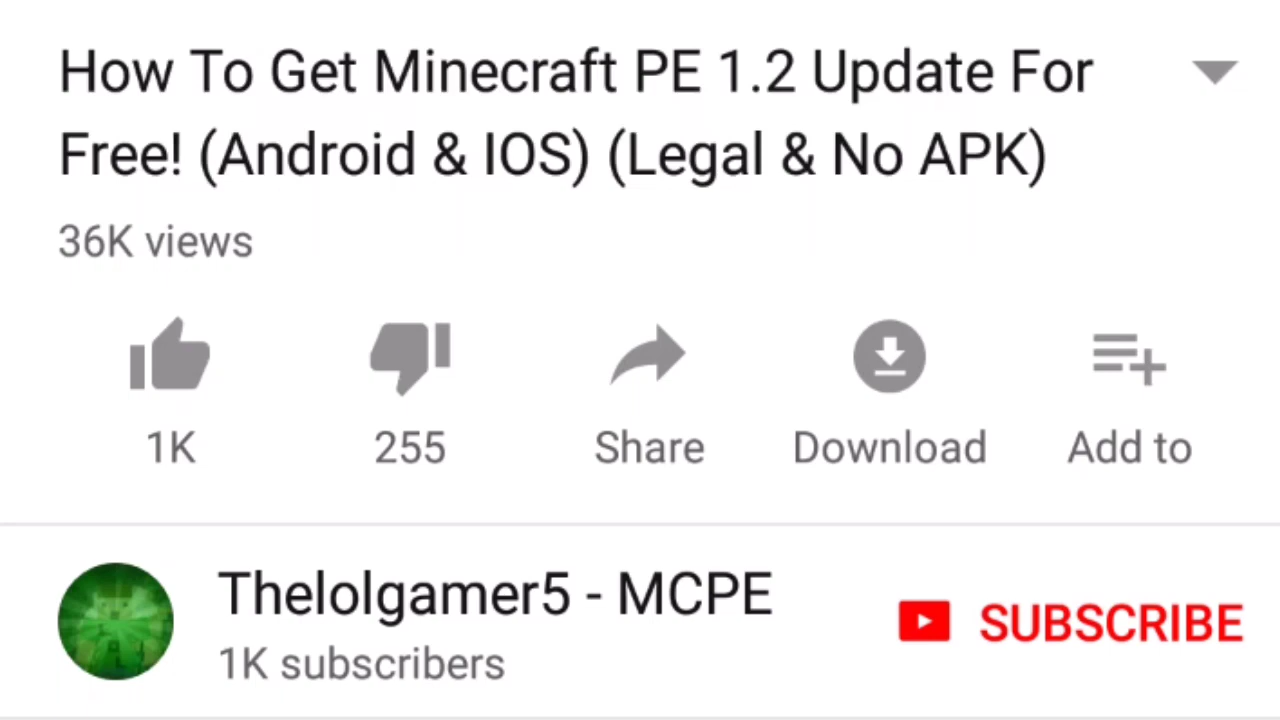 How To Get Minecraft PE 1.2 Update For
Free! (Android & IOS) (Legal & No APK)
36K views
1K
255
Share
Download
Add to
Thelolgamer5 - MCPE
1K subscribers
SUBSCRIBE